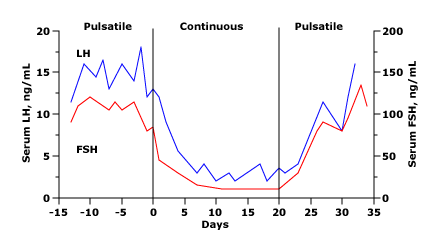 Pulsatile Continuous Pulsatile
20 200
LH
15 150
10 100
FSH
5 50
0 0
-15 -10 -5 0 5 10 15 20 25 30 35
Days
Serum LH, ng/mL
Serum FSH, ng/mL